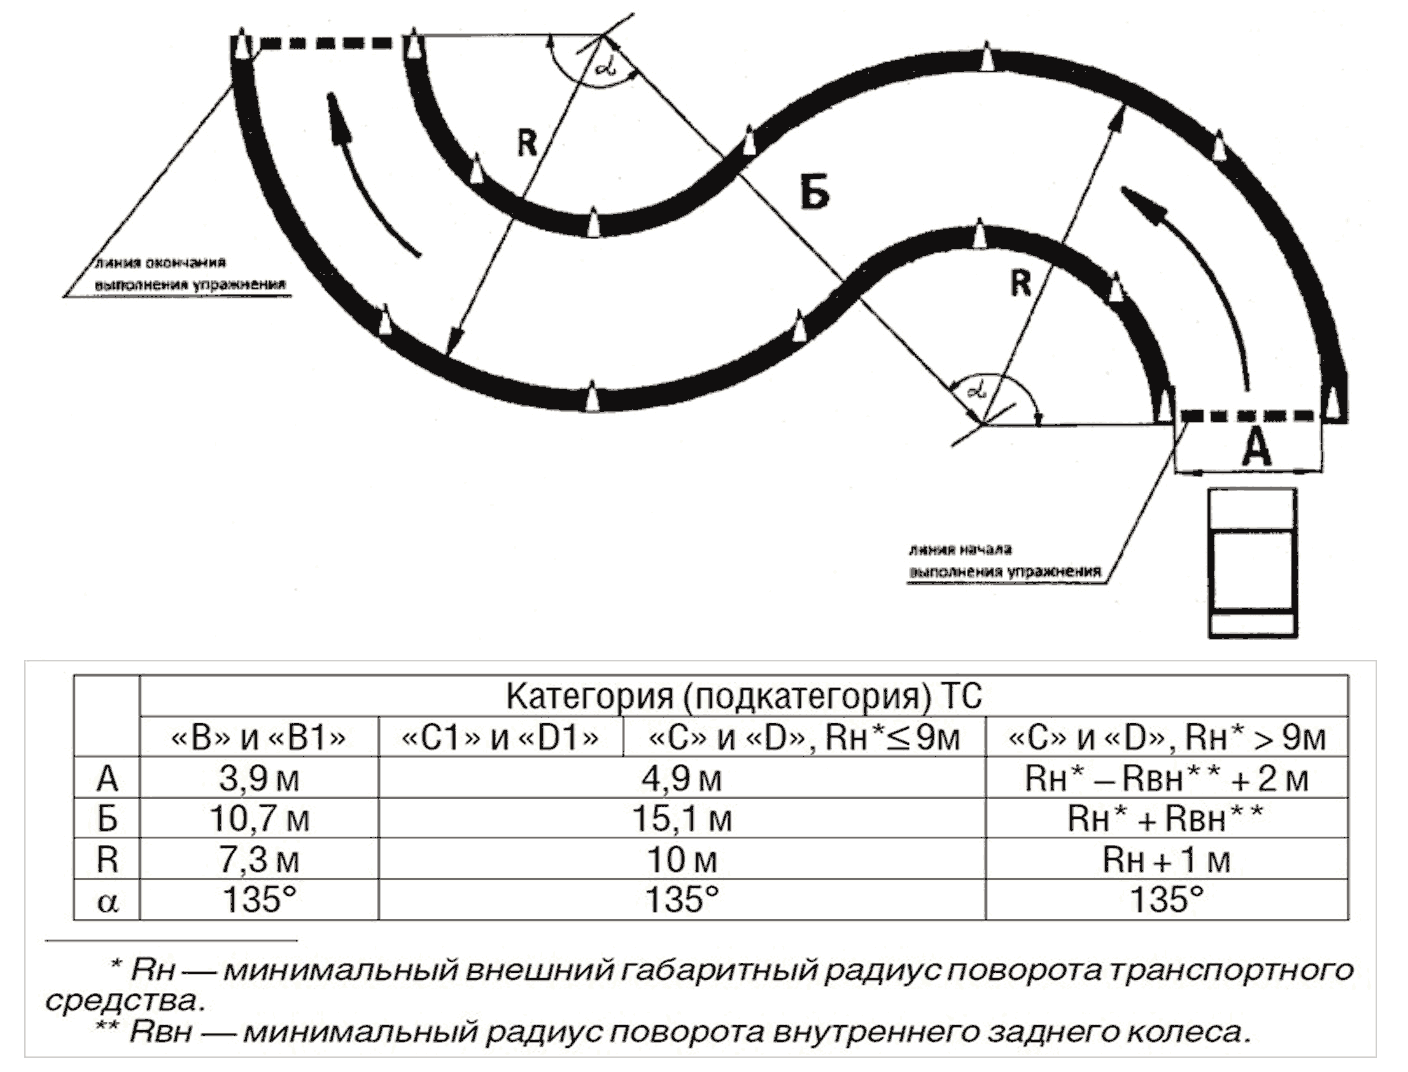 α
R
Б
линия окончания
выполнения упражнения
R
α
А
линия начала
выполнения упражнения
Категория (подкатегория) ТС
«В» и «В1» «С1» и «D1» «С» и «D», Rн*≤ 9м «С» и «D», Rн* > 9м
А 3,9 м 4,9 м Rн* – Rвн** + 2 м
Б 10,7 м 15,1 м Rн* + Rвн**
R 7,3 м 10 м Rн + 1 м
α 135° 135° 135°
* Rн — минимальный внешний габаритный радиус поворота транспортного
средства.
** Rвн — минимальный радиус поворота внутреннего заднего колеса.